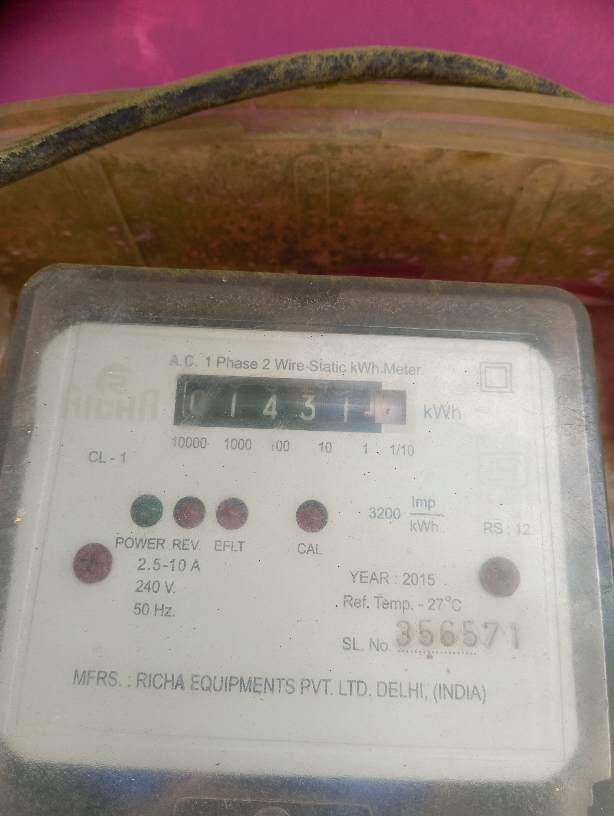 A.C. 1 Phase 2 Wire Static kWh Meter
RICHA
01431 kWh
10000 1000 100 10 1 1/10
CL - 1
3200 Imp/kWh
RS : 12
POWER REV. EFLT CAL
2.5-10 A
240 V.
50 Hz.
YEAR : 2015
Ref. Temp. - 27°C
SL. No. 356571
MFRS. : RICHA EQUIPMENTS PVT. LTD. DELHI, (INDIA)